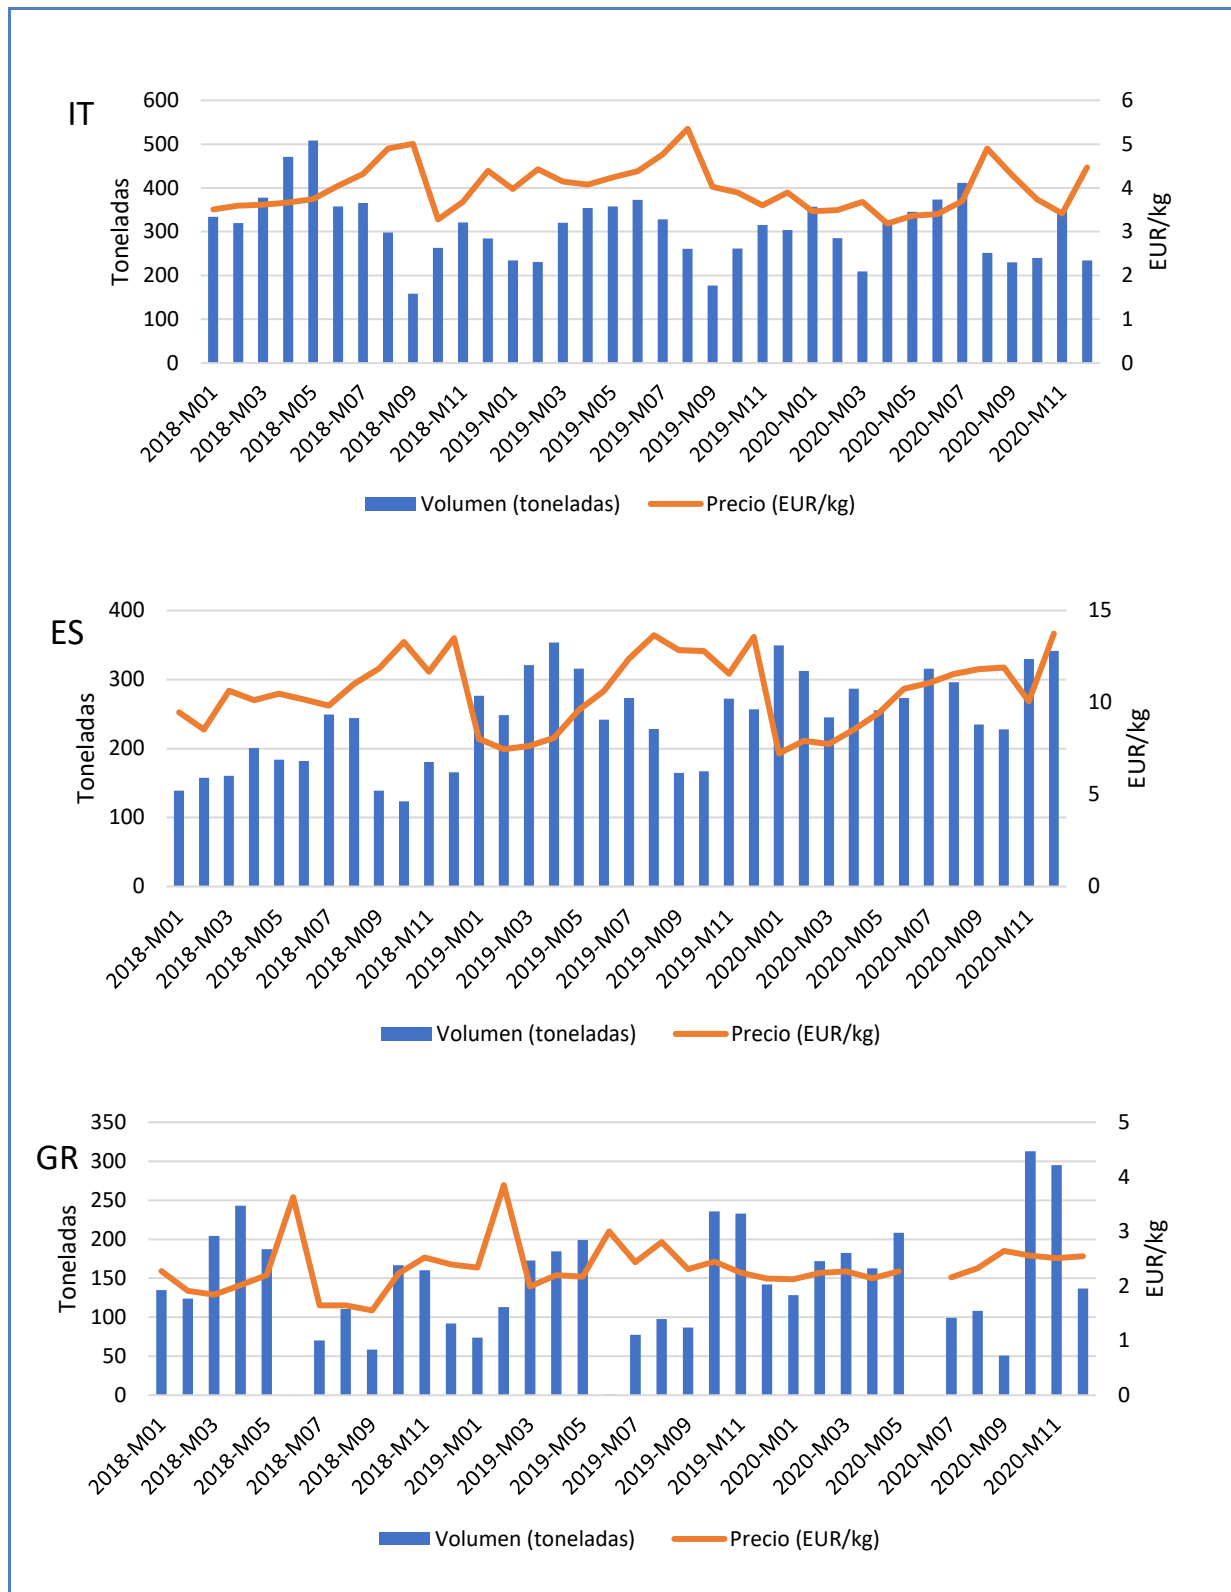 IT
Toneladas
600
500
400
300
200
100
0
6
5
4
3
2
1
0
EUR/kg
2018-M01
2018-M03
2018-M05
2018-M07
2018-M09
2018-M11
2019-M01
2019-M03
2019-M05
2019-M07
2019-M09
2019-M11
2020-M01
2020-M03
2020-M05
2020-M07
2020-M09
2020-M11
Volumen (toneladas) Precio (EUR/kg)
ES
Toneladas
400
300
200
100
0
15
10
5
0
EUR/kg
2018-M01
2018-M03
2018-M05
2018-M07
2018-M09
2018-M11
2019-M01
2019-M03
2019-M05
2019-M07
2019-M09
2019-M11
2020-M01
2020-M03
2020-M05
2020-M07
2020-M09
2020-M11
Volumen (toneladas) Precio (EUR/kg)
GR
Toneladas
350
300
250
200
150
100
50
0
5
4
3
2
1
0
EUR/kg
2018-M01
2018-M03
2018-M05
2018-M07
2018-M09
2018-M11
2019-M01
2019-M03
2019-M05
2019-M07
2019-M09
2019-M11
2020-M01
2020-M03
2020-M05
2020-M07
2020-M09
2020-M11
Volumen (toneladas) Precio (EUR/kg)